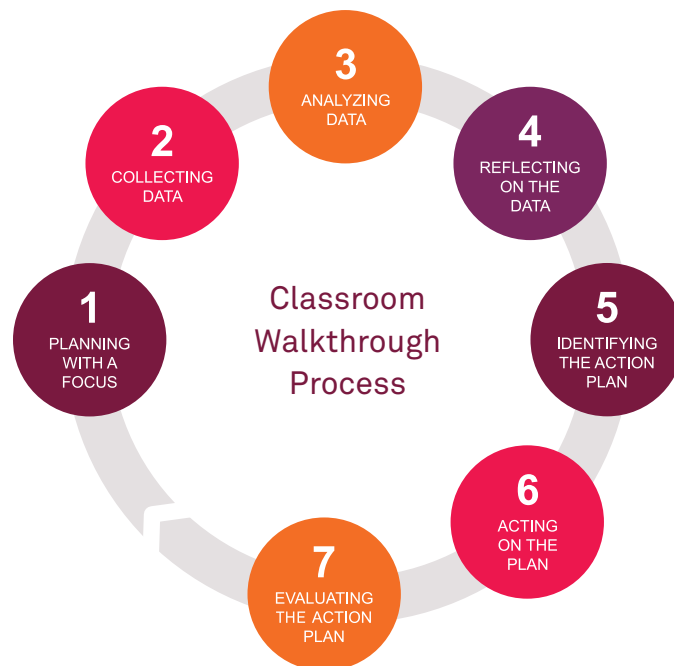 1
PLANNING
WITH A
FOCUS
2
COLLECTING
DATA
3
ANALYZING
DATA
4
REFLECTING
ON THE
DATA
5
IDENTIFYING
THE ACTION
PLAN
6
ACTING
ON THE
PLAN
7
EVALUATING
THE ACTION
PLAN
Classroom
Walkthrough
Process